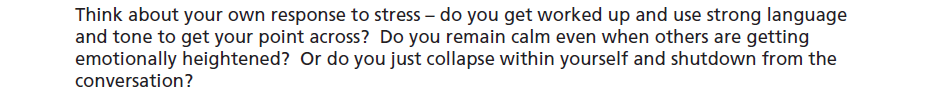 Think about your own response to stress – do you get worked up and use strong language
and tone to get your point across?  Do you remain calm even when others are getting
emotionally heightened?  Or do you just collapse within yourself and shutdown from the
conversation?